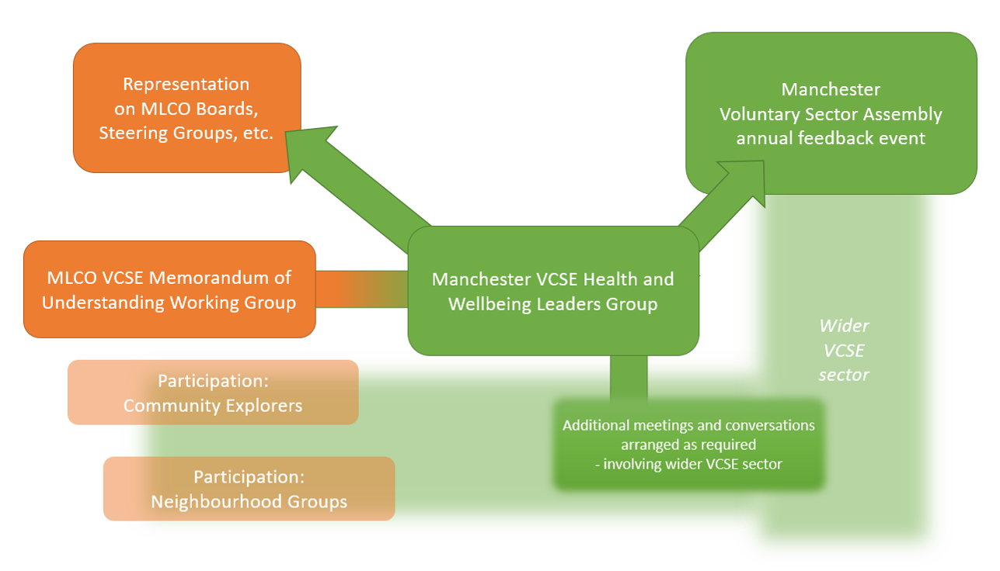 Representation
on MLCO Boards,
Steering Groups, etc.
Manchester
Voluntary Sector Assembly
annual feedback event
MLCO VCSE Memorandum of
Understanding Working Group
Manchester VCSE Health and
Wellbeing Leaders Group
Wider
VCSE
sector
Participation:
Community Explorers
Additional meetings and conversations
arranged as required
- involving wider VCSE sector
Participation:
Neighbourhood Groups